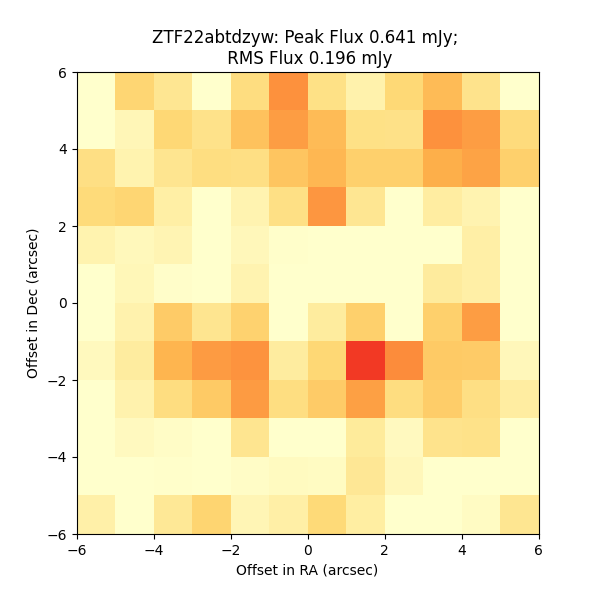 ZTF22abtdzyw: Peak Flux 0.641 mJy;
RMS Flux 0.196 mJy
6
4
2
0
−2
−4
−6
Offset in Dec (arcsec)
−6 −4 −2 0 2 4 6
Offset in RA (arcsec)